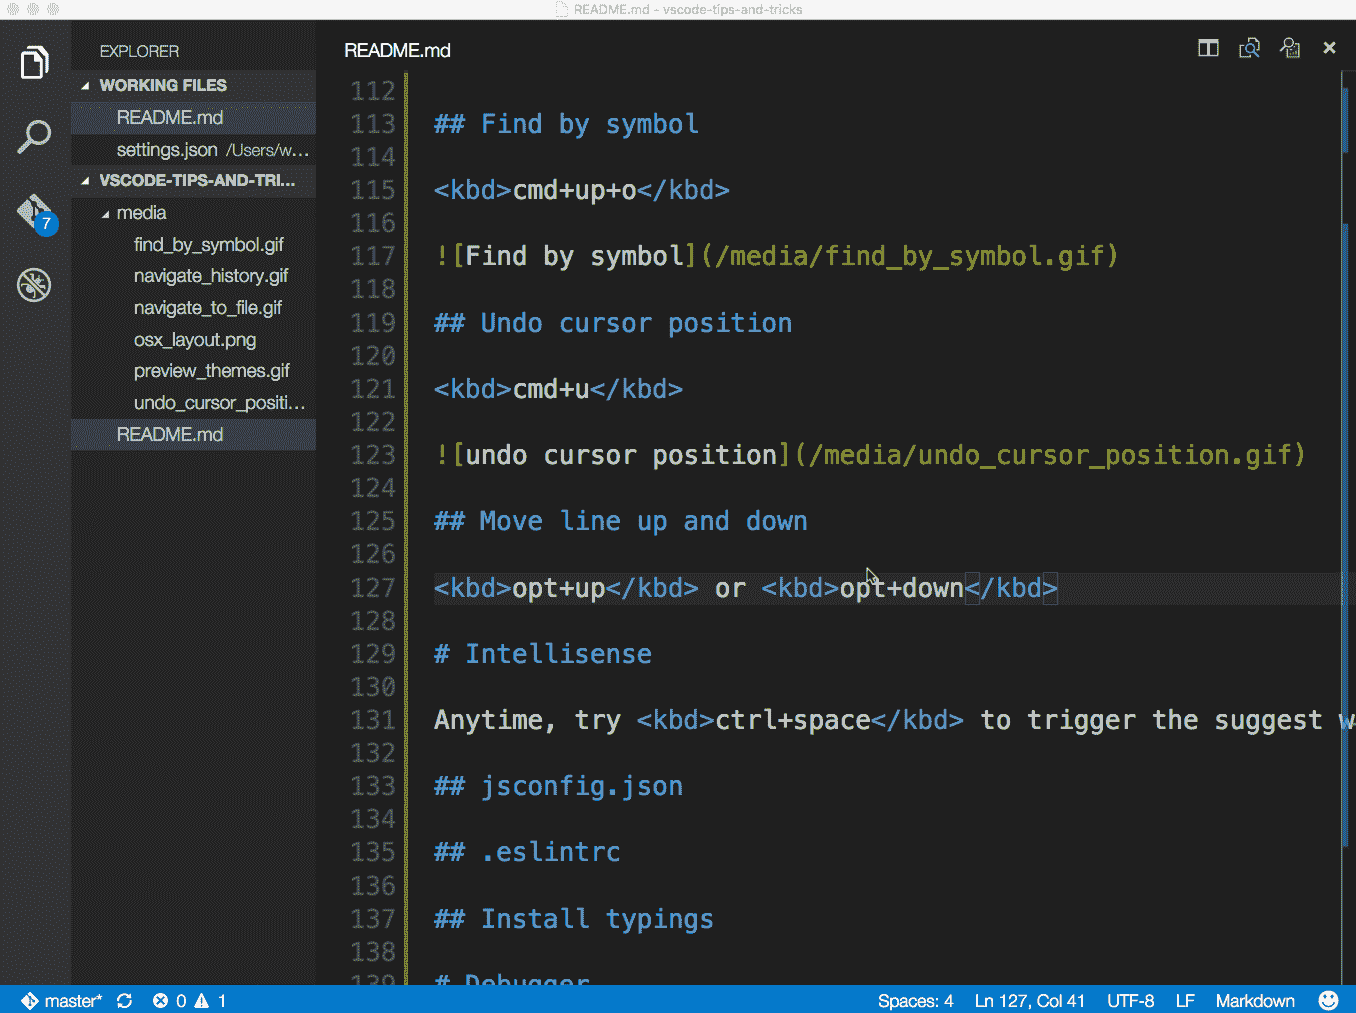 README.md - vscode-tips-and-tricks
EXPLORER
WORKING FILES
README.md
settings.json /Users/w...
VSCODE-TIPS-AND-TRI...
media
find_by_symbol.gif
navigate_history.gif
navigate_to_file.gif
osx_layout.png
preview_themes.gif
undo_cursor_positi...
README.md
7
README.md
112
113 ## Find by symbol
114
115 <kbd>cmd+up+o</kbd>
116
117 ![Find by symbol](/media/find_by_symbol.gif)
118
119 ## Undo cursor position
120
121 <kbd>cmd+u</kbd>
122
123 ![undo cursor position](/media/undo_cursor_position.gif)
124
125 ## Move line up and down
126
127 <kbd>opt+up</kbd> or <kbd>opt+down</kbd>
128
129 # Intellisense
130
131 Anytime, try <kbd>ctrl+space</kbd> to trigger the suggest w
132
133 ## jsconfig.json
134
135 ## .eslintrc
136
137 ## Install typings
138
139 # Debugger
master* 0 1 Spaces: 4 Ln 127, Col 41 UTF-8 LF Markdown